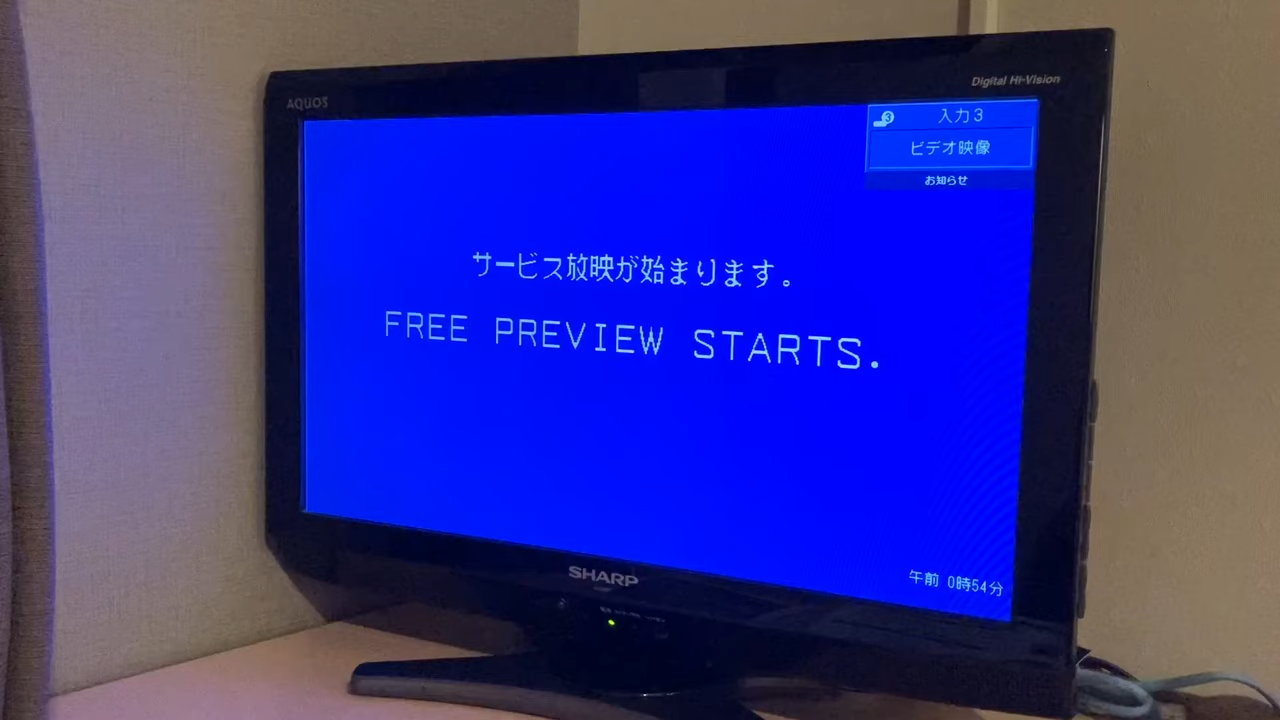 AQUOS
Digital Hi-Vision
3 入力3
ビデオ映像
お知らせ
サービス放映が始まります。
FREE PREVIEW STARTS.
午前 0時54分
SHARP